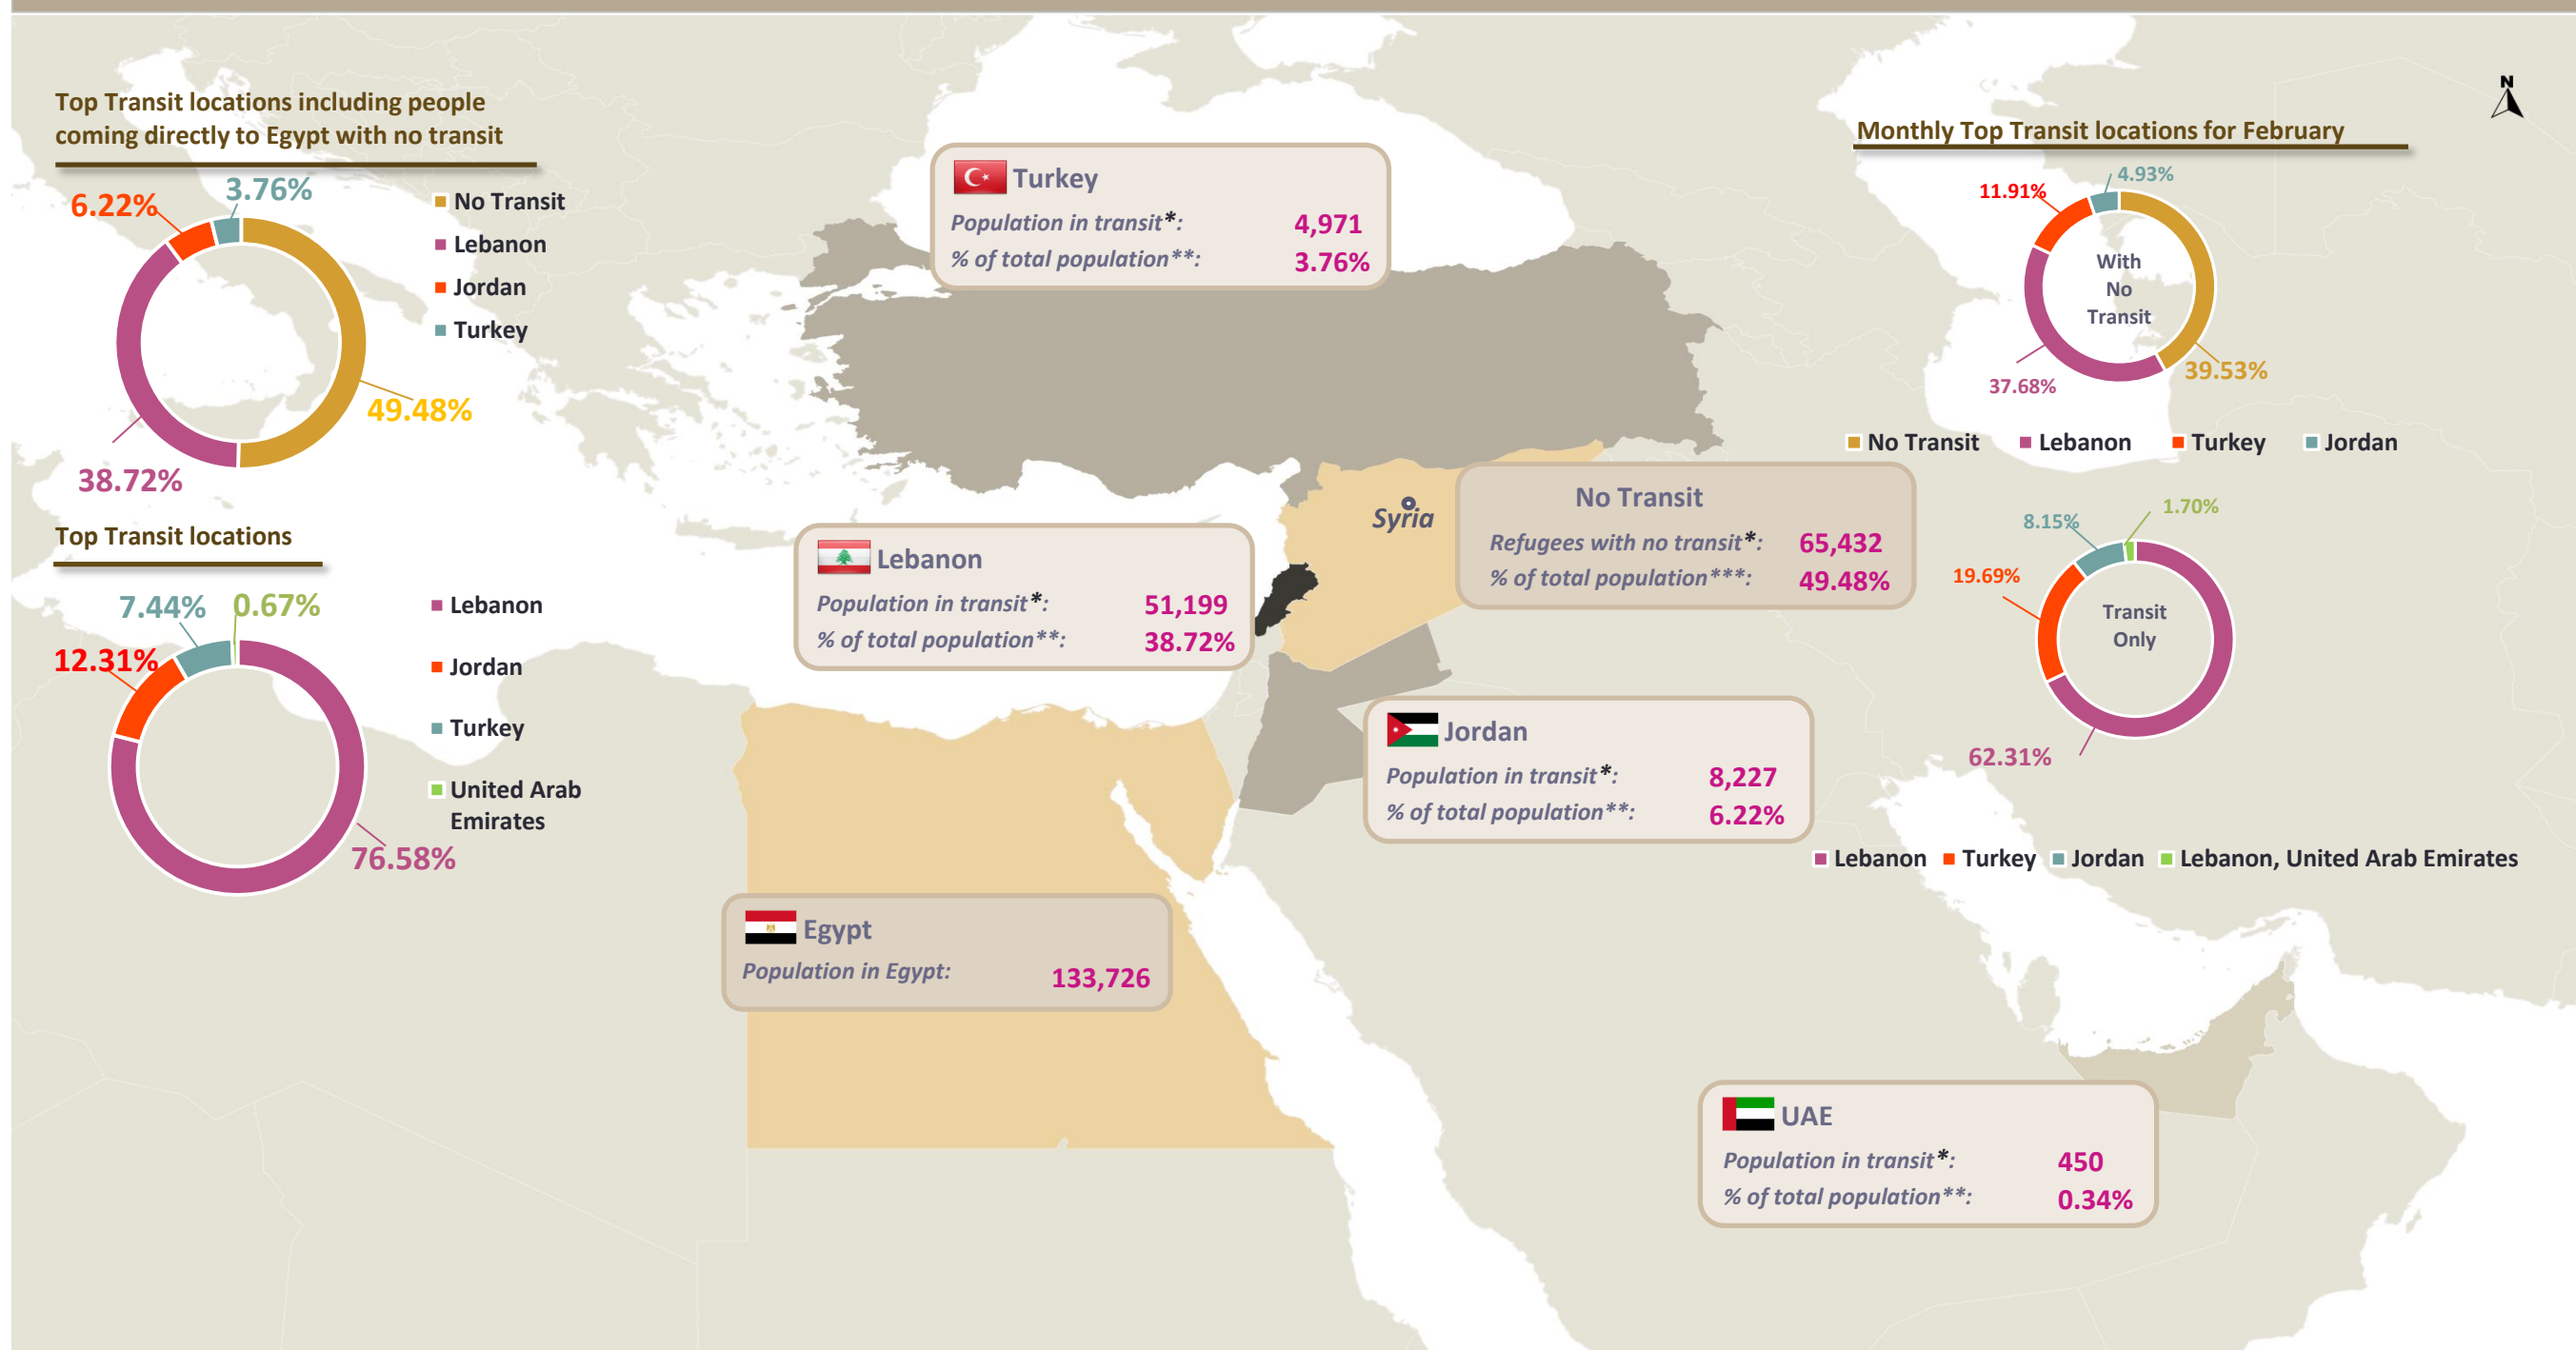 Top Transit locations including people
coming directly to Egypt with no transit
6.22%
3.76%
49.48%
38.72%
No Transit
Lebanon
Jordan
Turkey
Top Transit locations
7.44%
0.67%
12.31%
76.58%
Lebanon
Jordan
Turkey
United Arab
Emirates
Turkey
Population in transit*: 4,971
% of total population**: 3.76%
Lebanon
Population in transit*: 51,199
% of total population**: 38.72%
Syria
No Transit
Refugees with no transit*: 65,432
% of total population***: 49.48%
Jordan
Population in transit*: 8,227
% of total population**: 6.22%
Egypt
Population in Egypt: 133,726
UAE
Population in transit*: 450
% of total population**: 0.34%
N
Monthly Top Transit locations for February
11.91%
4.93%
With
No
Transit
37.68%
39.53%
No Transit Lebanon Turkey Jordan
8.15%
1.70%
19.69%
Transit
Only
62.31%
Lebanon Turkey Jordan Lebanon, United Arab Emirates